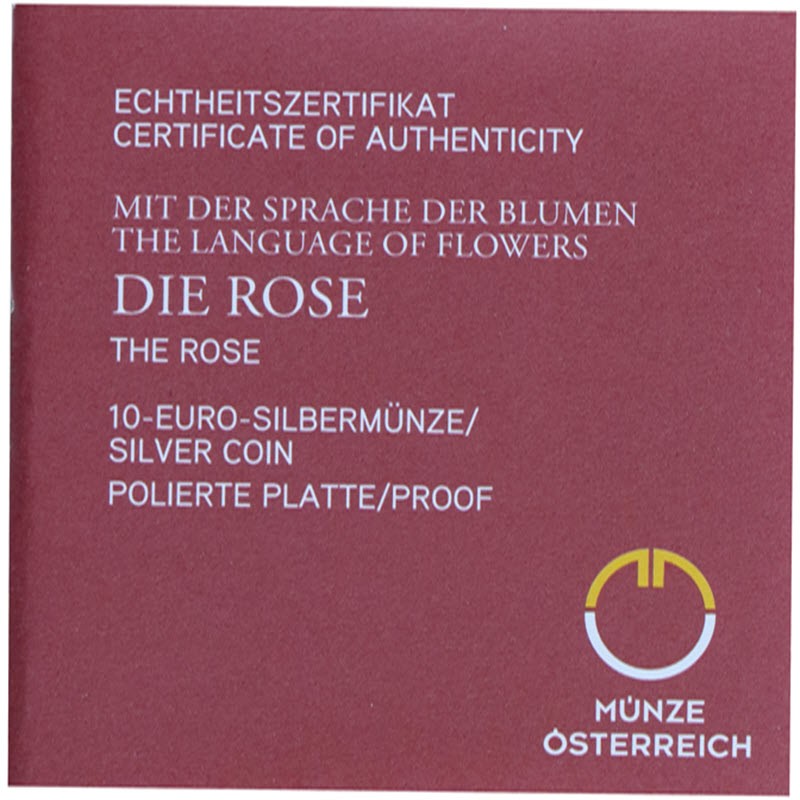 ECHTHEITSZERTIFIKAT
CERTIFICATE OF AUTHENTICITY
MIT DER SPRACHE DER BLUMEN
THE LANGUAGE OF FLOWERS
DIE ROSE
THE ROSE
10-EURO-SILBERMÜNZE/
SILVER COIN
POLIERTE PLATTE/PROOF
MÜNZE
ÖSTERREICH